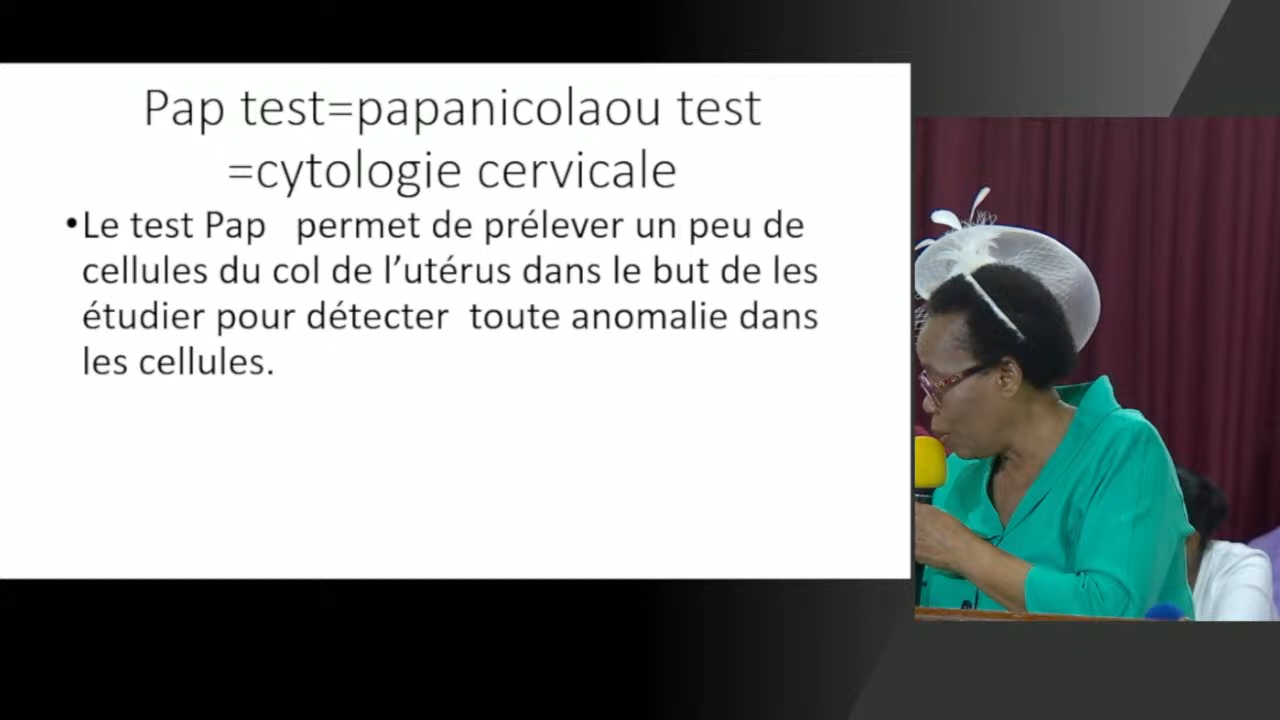 Pap test=papanicolaou test
=cytologie cervicale
•Le test Pap permet de prélever un peu de
cellules du col de l’utérus dans le but de les
étudier pour détecter toute anomalie dans
les cellules.